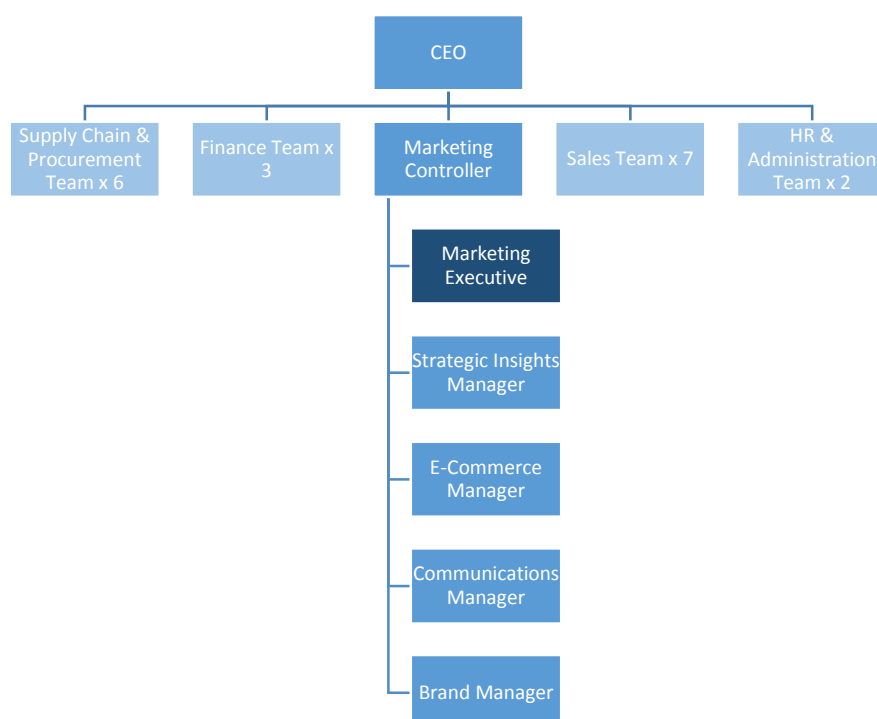 CEO
Supply Chain &
Procurement
Team x 6
Finance Team x
3
Marketing
Controller
Sales Team x 7
HR &
Administration
Team x 2
Marketing
Executive
Strategic Insights
Manager
E-Commerce
Manager
Communications
Manager
Brand Manager